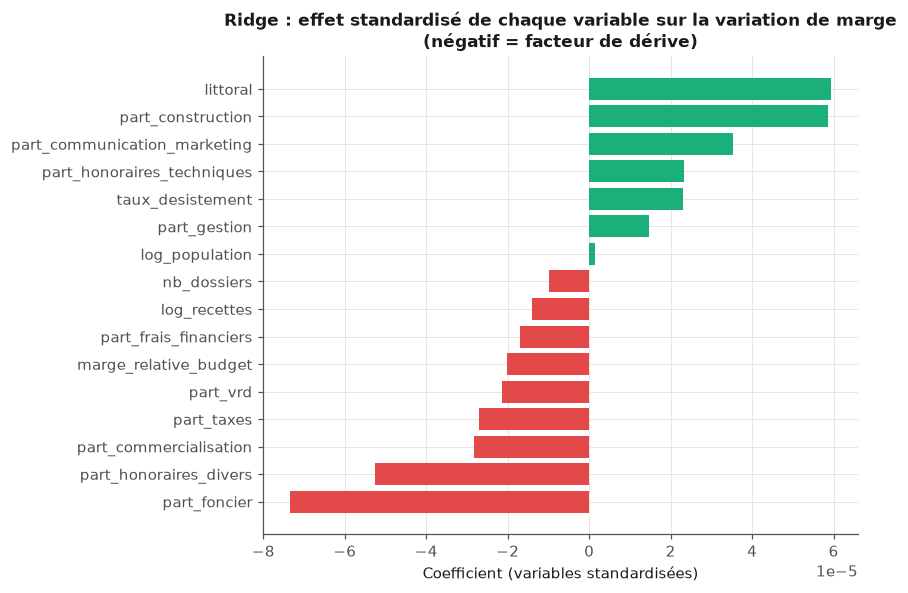 Ridge : effet standardisé de chaque variable sur la variation de marge
(négatif = facteur de dérive)
littoral
part_construction
part_communication_marketing
part_honoraires_techniques
taux_desistement
part_gestion
log_population
nb_dossiers
log_recettes
part_frais_financiers
marge_relative_budget
part_vrd
part_taxes
part_commercialisation
part_honoraires_divers
part_foncier
−8 −6 −4 −2 0 2 4 6
1e−5
Coefficient (variables standardisées)